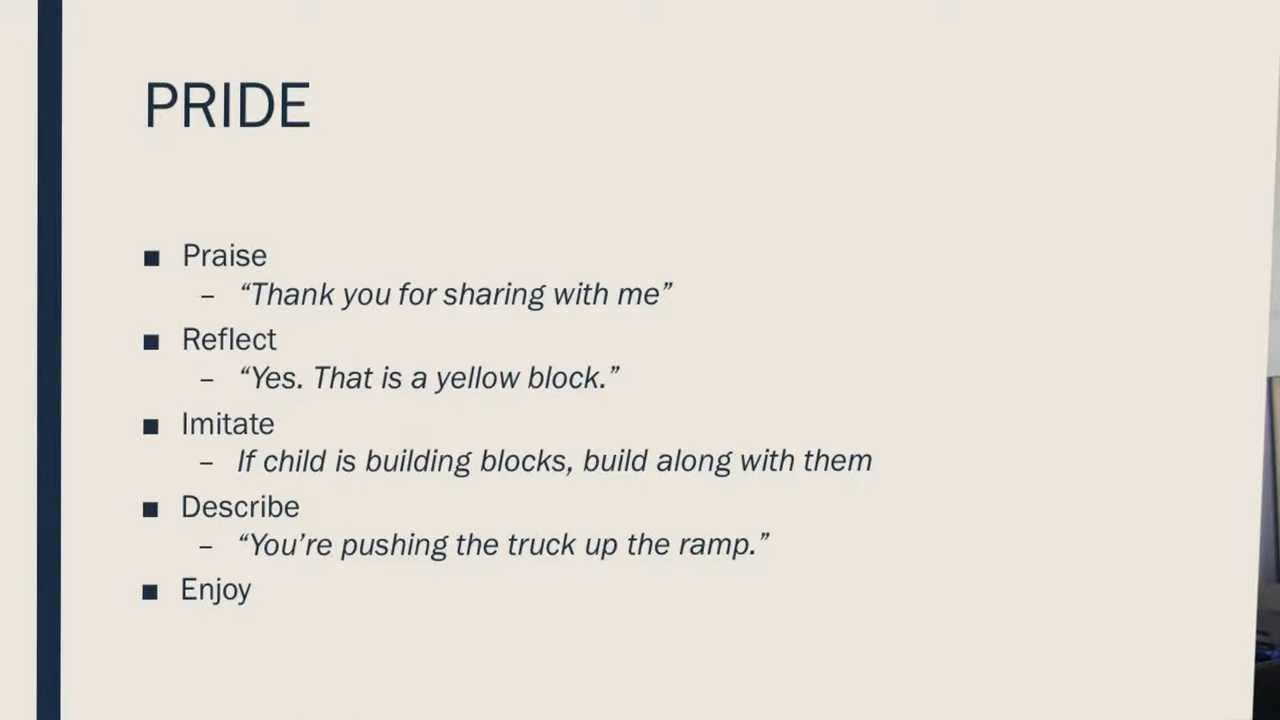 PRIDE
■ Praise
– “Thank you for sharing with me”
■ Reflect
– “Yes. That is a yellow block.”
■ Imitate
– If child is building blocks, build along with them
■ Describe
– “You’re pushing the truck up the ramp.”
■ Enjoy